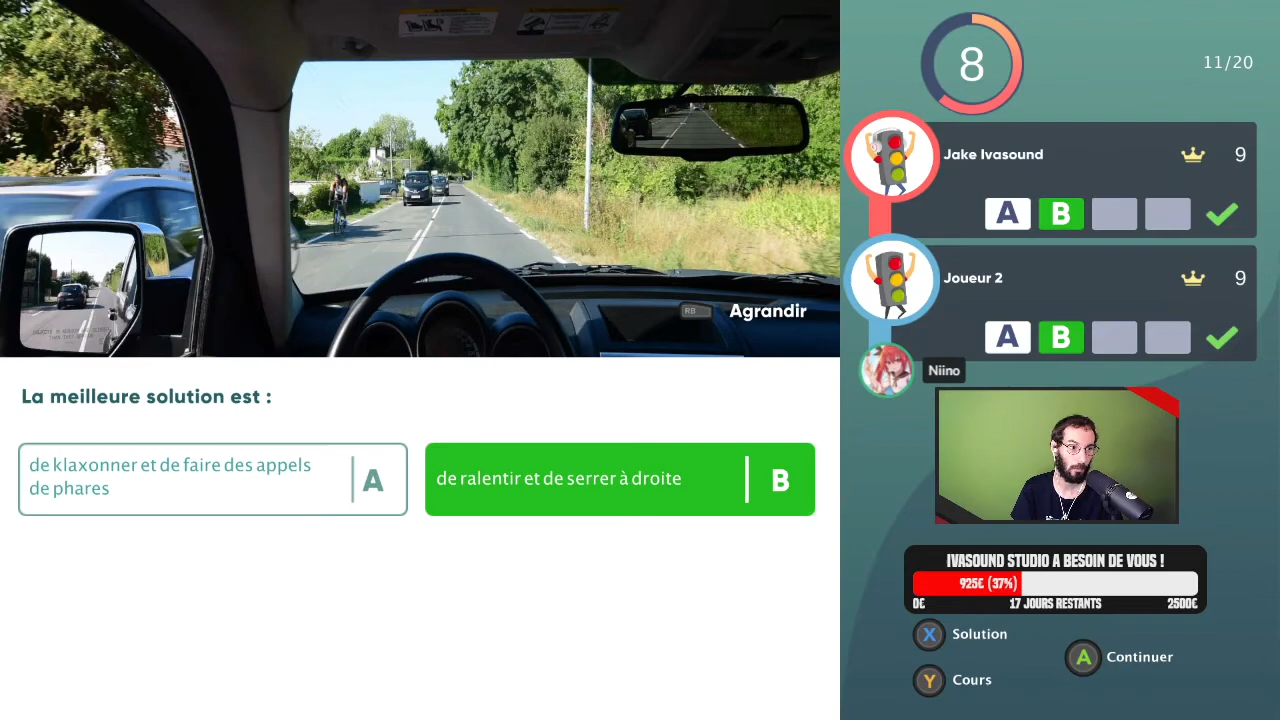 8
11/20
Jake Ivasound
9
A
B
Joueur 2
9
A
B
Niino
RB
Agrandir
La meilleure solution est :
de klaxonner et de faire des appels
de phares
A
de ralentir et de serrer à droite
B
IVASOUND STUDIO A BESOIN DE VOUS !
925€ (37%)
0€
17 JOURS RESTANTS
2500€
X
Solution
A
Continuer
Y
Cours